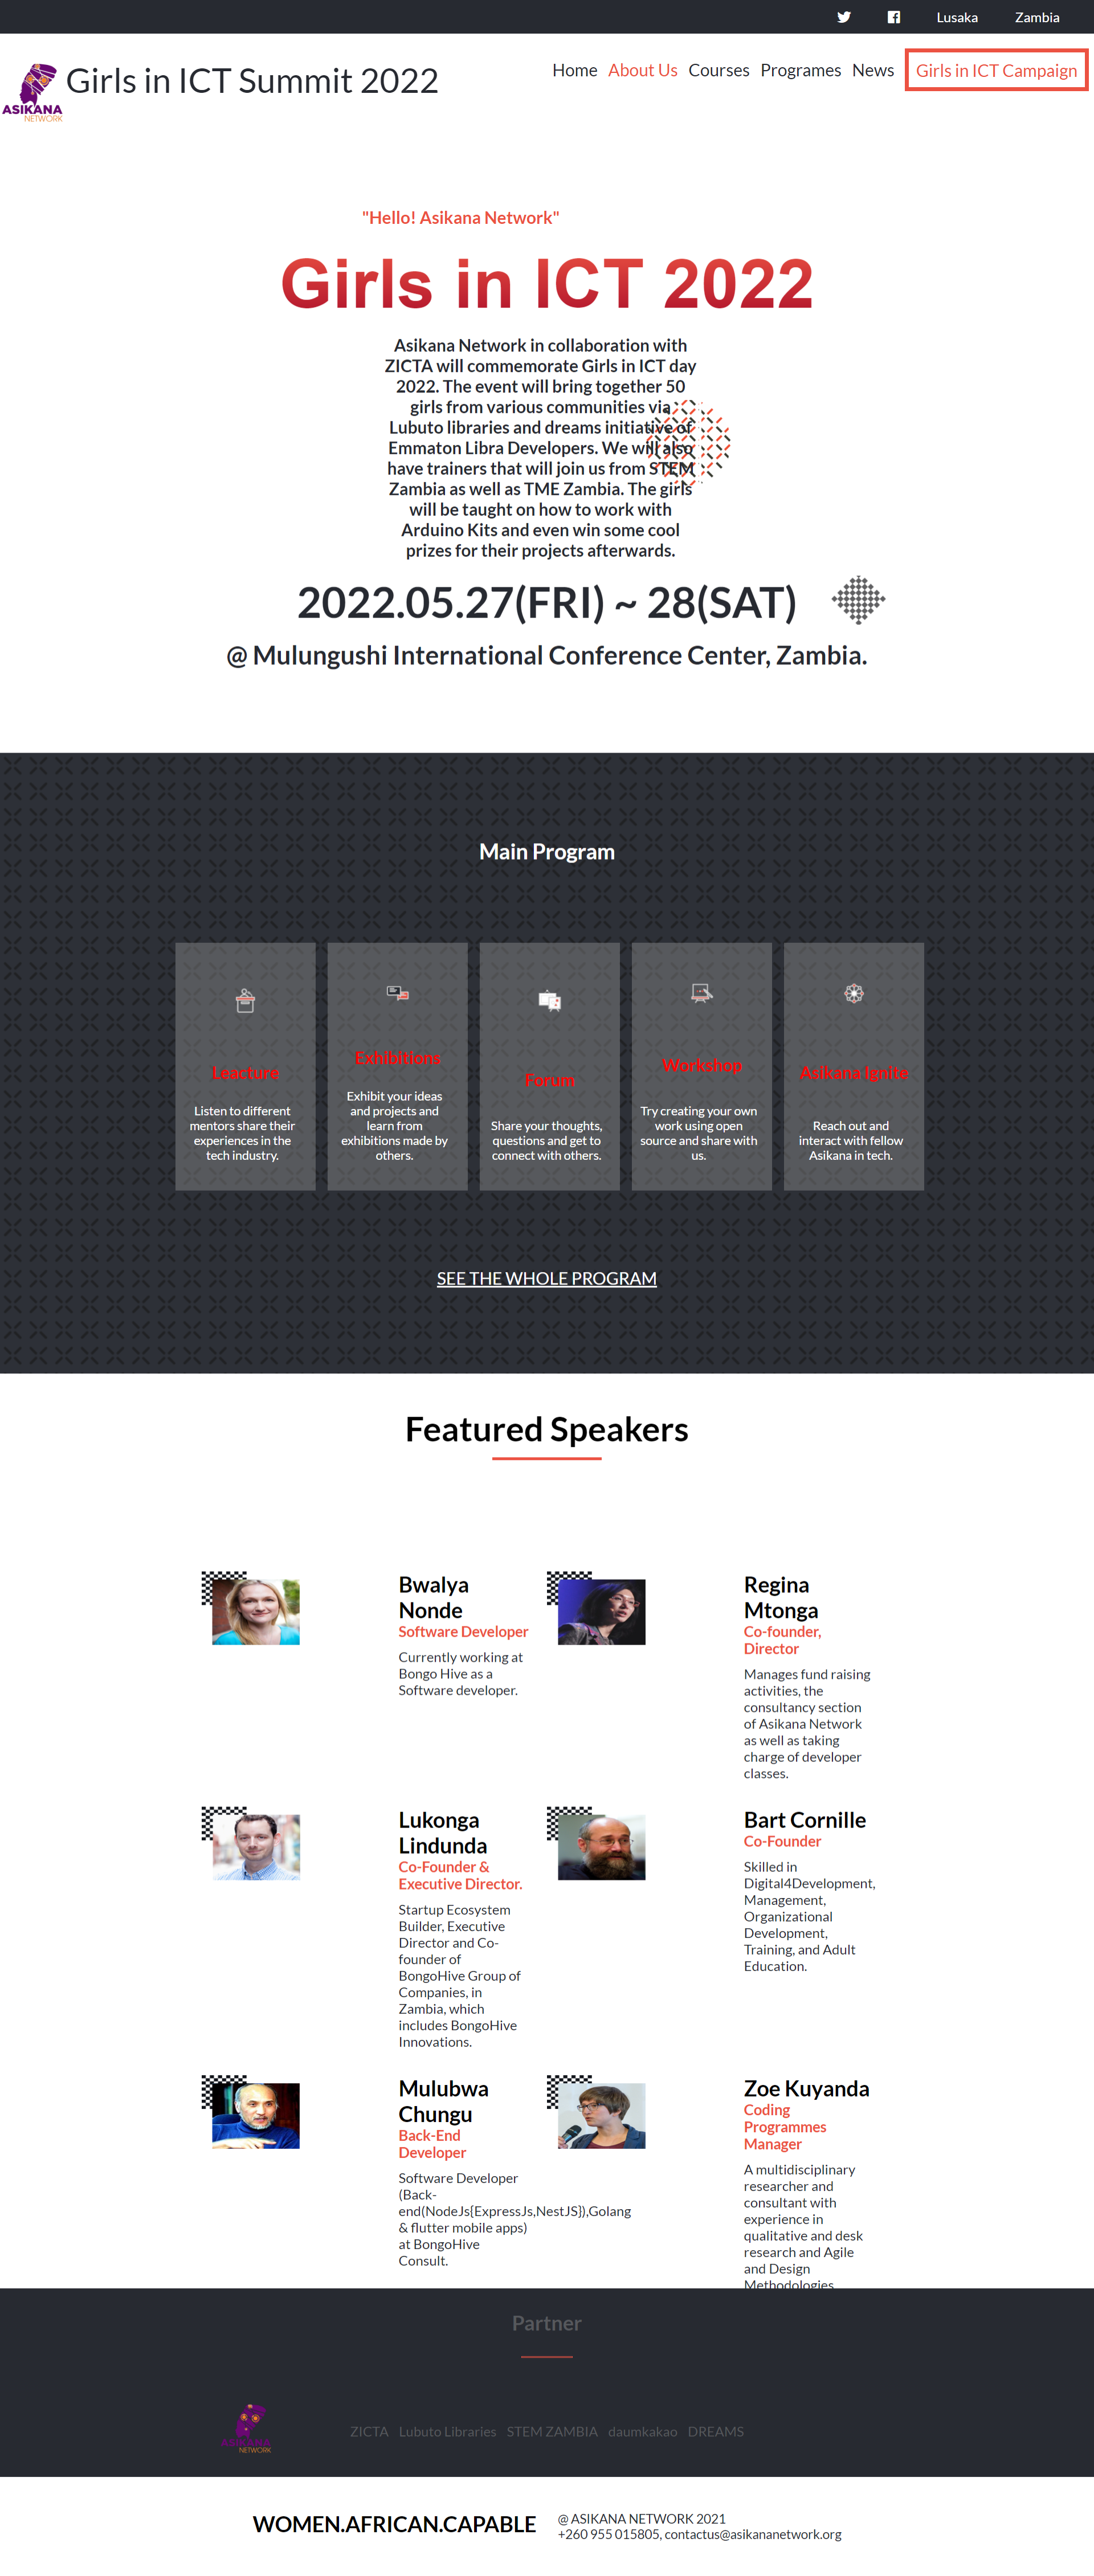 Lusaka Zambia
ASIKANA
NETWORK
Girls in ICT Summit 2022
Home About Us Courses Programes News Girls in ICT Campaign
"Hello! Asikana Network"
Girls in ICT 2022
Asikana Network in collaboration with
ZICTA will commemorate Girls in ICT day
2022. The event will bring together 50
girls from various communities via
Lubuto libraries and dreams initiative of
Emmaton Libra Developers. We will also
have trainers that will join us from STEM
Zambia as well as TME Zambia. The girls
will be taught on how to work with
Arduino Kits and even win some cool
prizes for their projects afterwards.
2022.05.27(FRI) ~ 28(SAT)
@ Mulungushi International Conference Center, Zambia.
Main Program
Leacture
Listen to different
mentors share their
experiences in the
tech industry.
Exhibitions
Exhibit your ideas
and projects and
learn from
exhibitions made by
others.
Forum
Share your thoughts,
questions and get to
connect with others.
Workshop
Try creating your own
work using open
source and share with
us.
Asikana Ignite
Reach out and
interact with fellow
Asikana in tech.
SEE THE WHOLE PROGRAM
Featured Speakers
Bwalya
Nonde
Software Developer
Currently working at
Bongo Hive as a
Software developer.
Regina
Mtonga
Co-founder,
Director
Manages fund raising
activities, the
consultancy section
of Asikana Network
as well as taking
charge of developer
classes.
Lukonga
Lindunda
Co-Founder &
Executive Director.
Startup Ecosystem
Builder, Executive
Director and Co-
founder of
BongoHive Group of
Companies, in
Zambia, which
includes BongoHive
Innovations.
Bart Cornille
Co-Founder
Skilled in
Digital4Development,
Management,
Organizational
Development,
Training, and Adult
Education.
Mulubwa
Chungu
Back-End
Developer
Software Developer
(Back-
end(NodeJs{ExpressJs,NestJS}),Golang
& flutter mobile apps)
at BongoHive
Consult.
Zoe Kuyanda
Coding
Programmes
Manager
A multidisciplinary
researcher and
consultant with
experience in
qualitative and desk
research and Agile
and Design
Methodologies
Partner
ASIKANA
NETWORK
ZICTA Lubuto Libraries STEM ZAMBIA daumkakao DREAMS
WOMEN.AFRICAN.CAPABLE
@ ASIKANA NETWORK 2021
+260 955 015805, contactus@asikananetwork.org